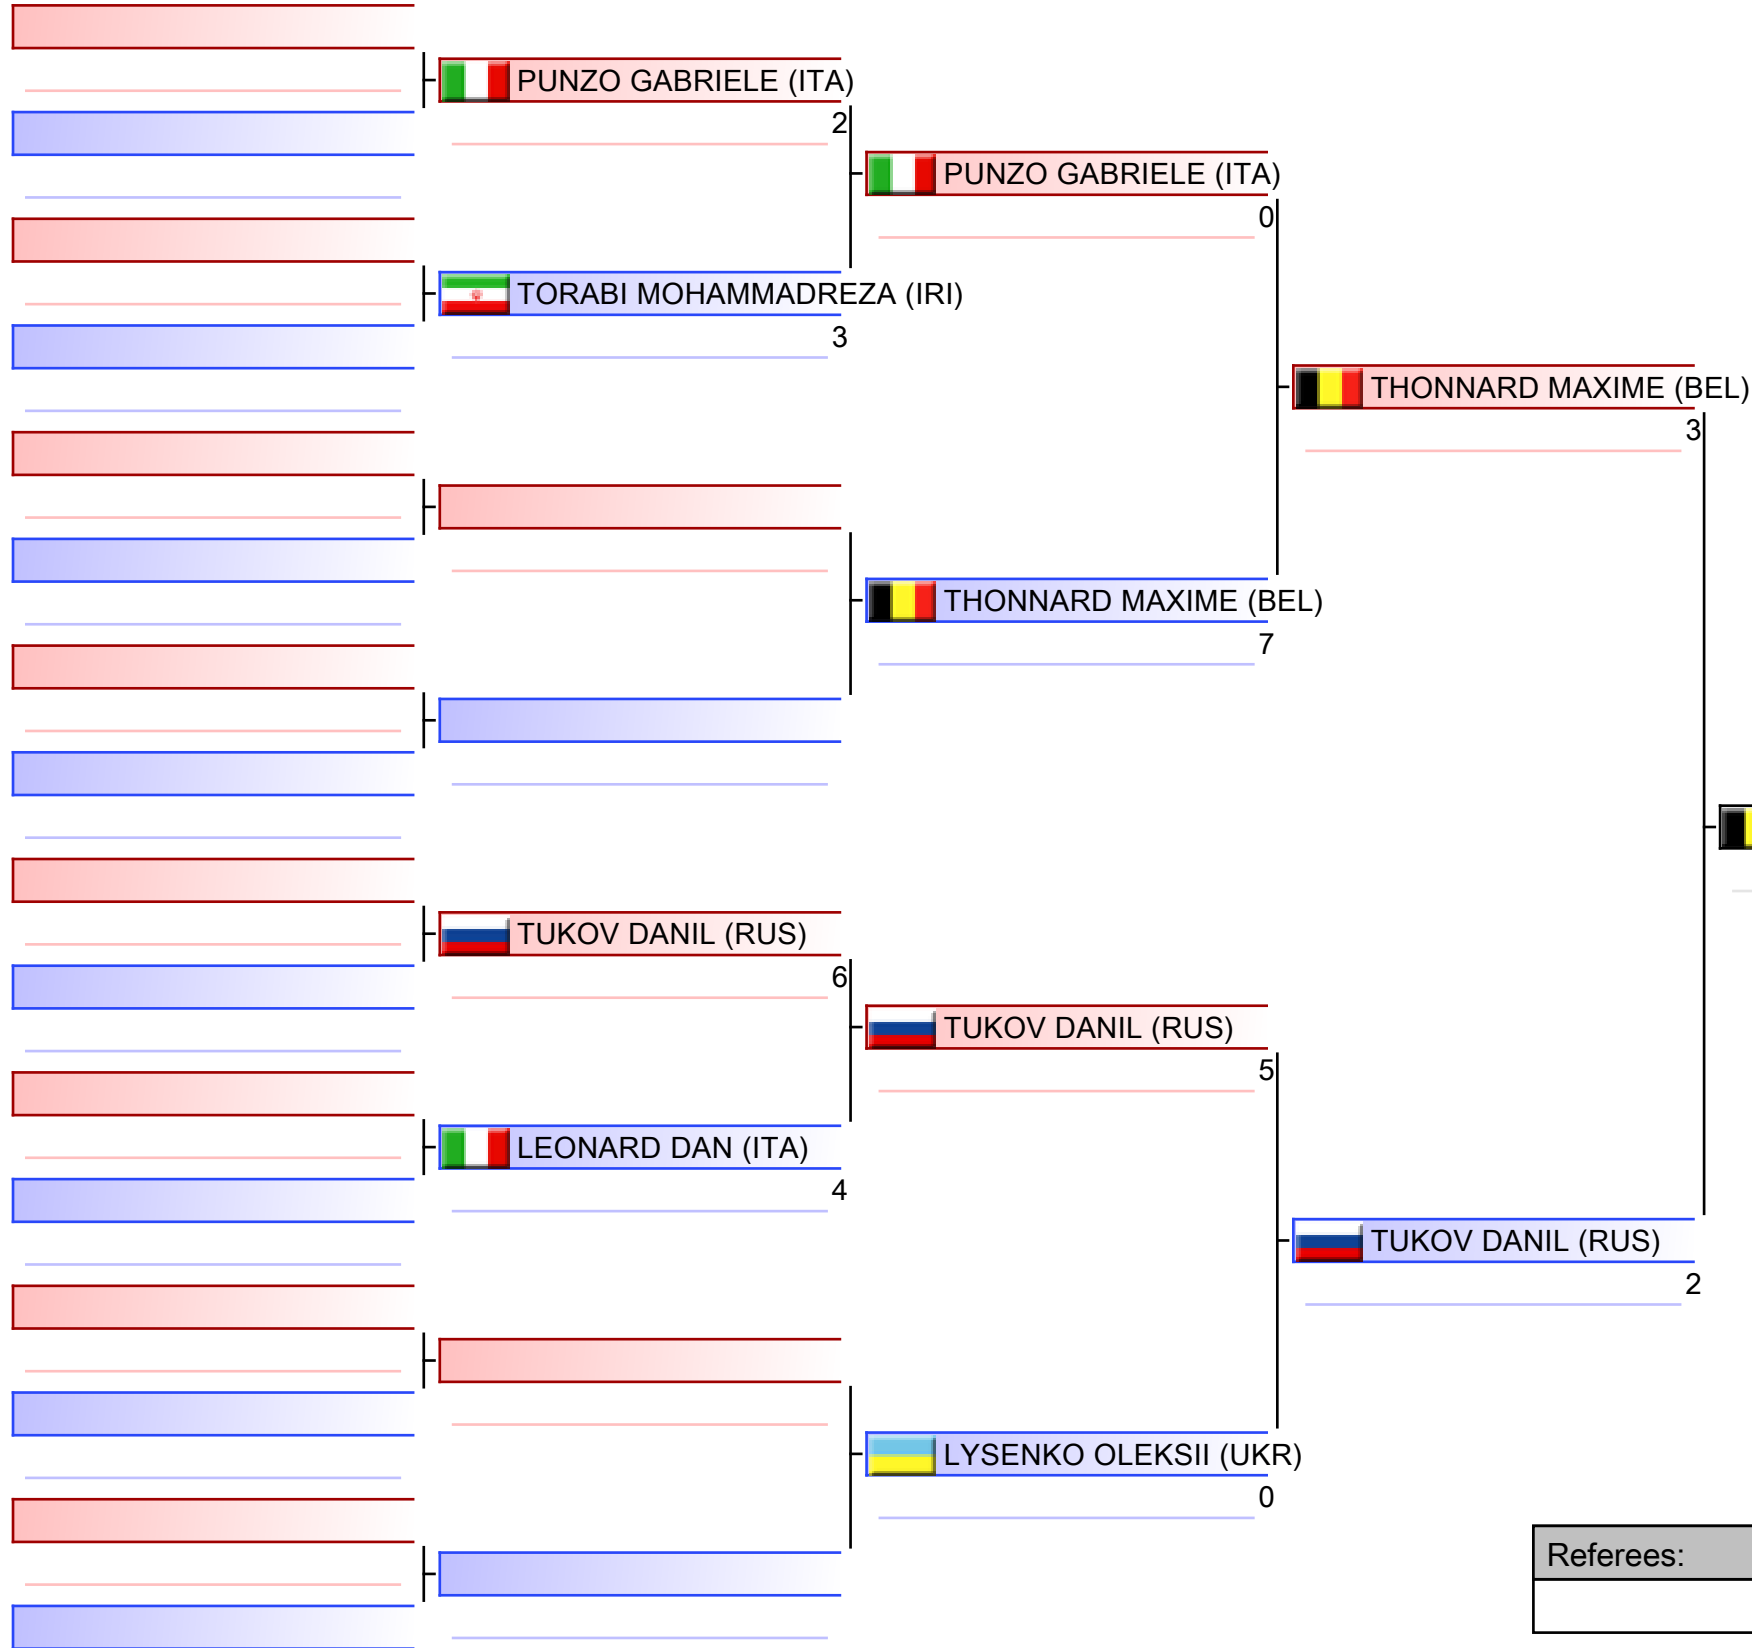 PUNZO GABRIELE (ITA)
2
PUNZO GABRIELE (ITA)
0
TORABI MOHAMMADREZA (IRI)
3
THONNARD MAXIME (BEL)
3
THONNARD MAXIME (BEL)
7
TUKOV DANIL (RUS)
6
TUKOV DANIL (RUS)
5
LEONARD DAN (ITA)
4
TUKOV DANIL (RUS)
2
LYSENKO OLEKSII (UKR)
0
Referees: